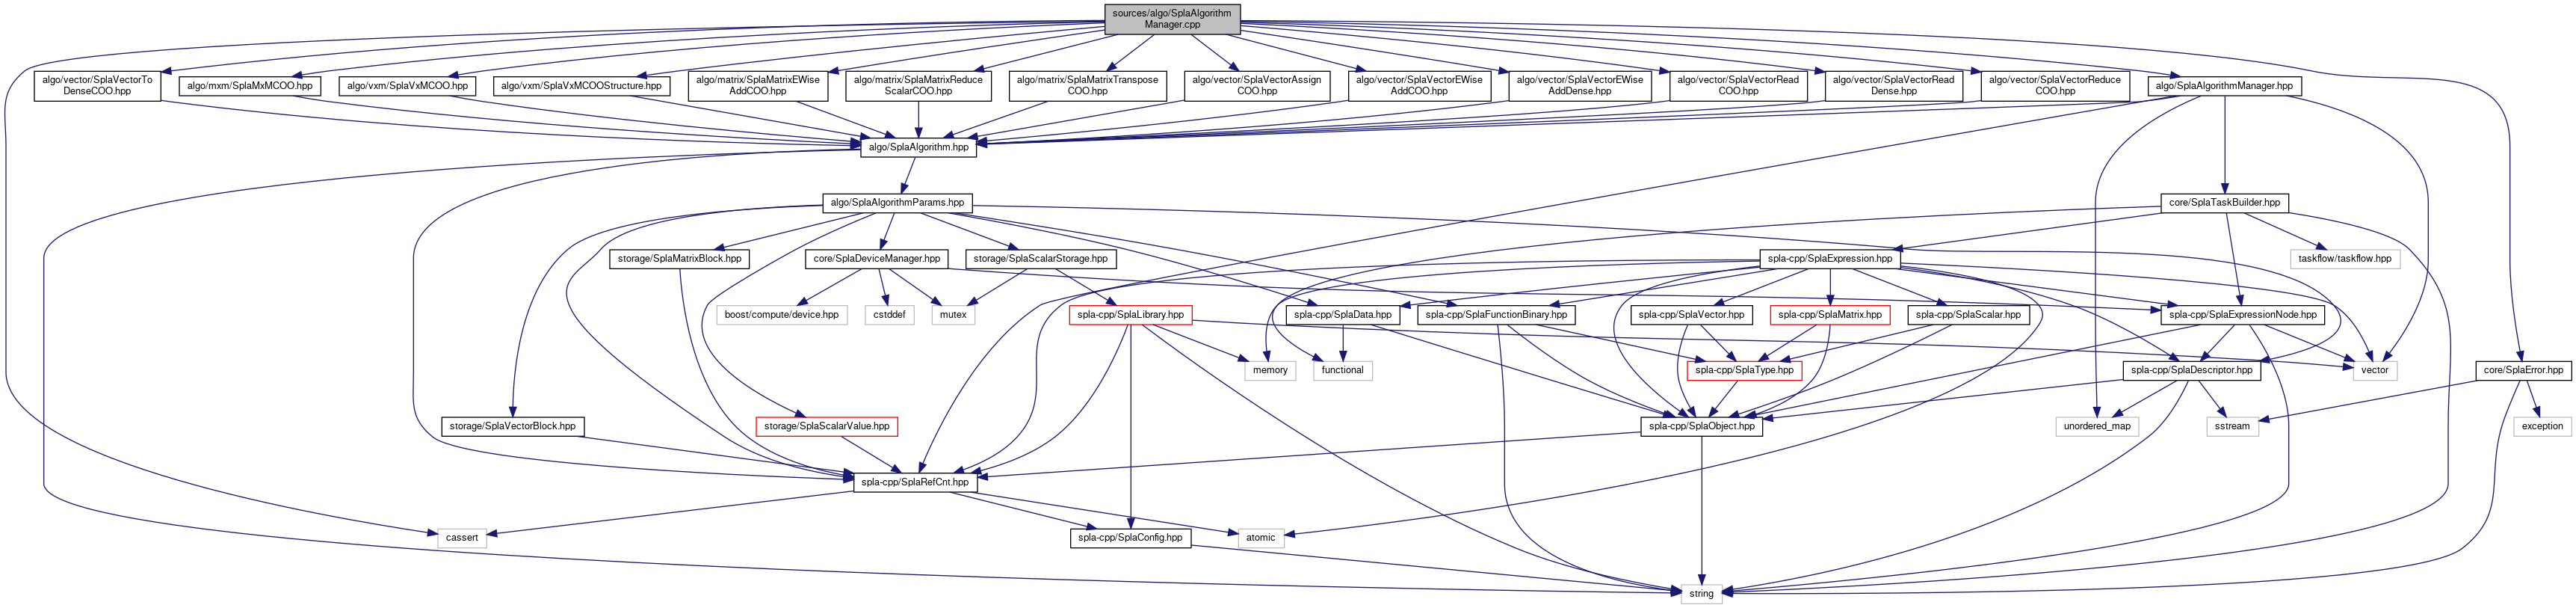 sources/algo/SplaAlgorithm
Manager.cpp
algo/vector/SplaVectorTo
DenseCOO.hpp
algo/mxm/SplaMxMCOO.hpp
algo/vxm/SplaVxMCOO.hpp
algo/vxm/SplaVxMCOOStructure.hpp
algo/matrix/SplaMatrixEWise
AddCOO.hpp
algo/matrix/SplaMatrixReduce
ScalarCOO.hpp
algo/matrix/SplaMatrixTranspose
COO.hpp
algo/vector/SplaVectorAssign
COO.hpp
algo/vector/SplaVectorEWise
AddCOO.hpp
algo/vector/SplaVectorEWise
AddDense.hpp
algo/vector/SplaVectorRead
COO.hpp
algo/vector/SplaVectorRead
Dense.hpp
algo/vector/SplaVectorReduce
COO.hpp
algo/SplaAlgorithmManager.hpp
algo/SplaAlgorithm.hpp
algo/SplaAlgorithmParams.hpp
core/SplaTaskBuilder.hpp
storage/SplaMatrixBlock.hpp
core/SplaDeviceManager.hpp
storage/SplaScalarStorage.hpp
spla-cpp/SplaExpression.hpp
taskflow/taskflow.hpp
boost/compute/device.hpp
cstddef
mutex
spla-cpp/SplaLibrary.hpp
spla-cpp/SplaData.hpp
spla-cpp/SplaFunctionBinary.hpp
spla-cpp/SplaVector.hpp
spla-cpp/SplaMatrix.hpp
spla-cpp/SplaScalar.hpp
spla-cpp/SplaExpressionNode.hpp
memory
functional
spla-cpp/SplaType.hpp
spla-cpp/SplaDescriptor.hpp
vector
core/SplaError.hpp
storage/SplaVectorBlock.hpp
storage/SplaScalarValue.hpp
spla-cpp/SplaObject.hpp
unordered_map
sstream
exception
spla-cpp/SplaRefCnt.hpp
cassert
spla-cpp/SplaConfig.hpp
atomic
string